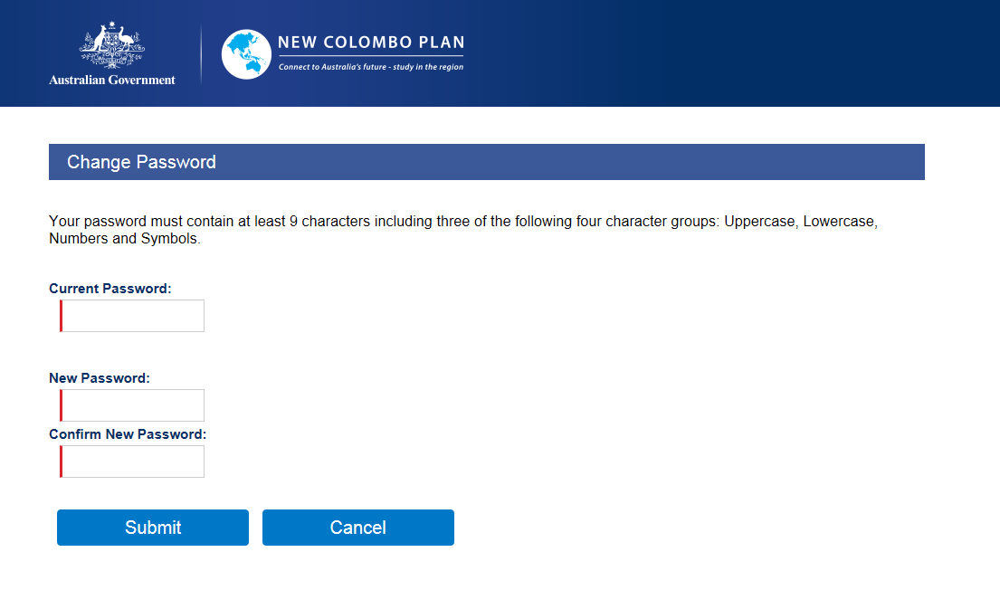 Australian Government
NEW COLOMBO PLAN
Connect to Australia's future - study in the region
Change Password
Your password must contain at least 9 characters including three of the following four character groups: Uppercase, Lowercase,
Numbers and Symbols.
Current Password:
New Password:
Confirm New Password:
Submit
Cancel